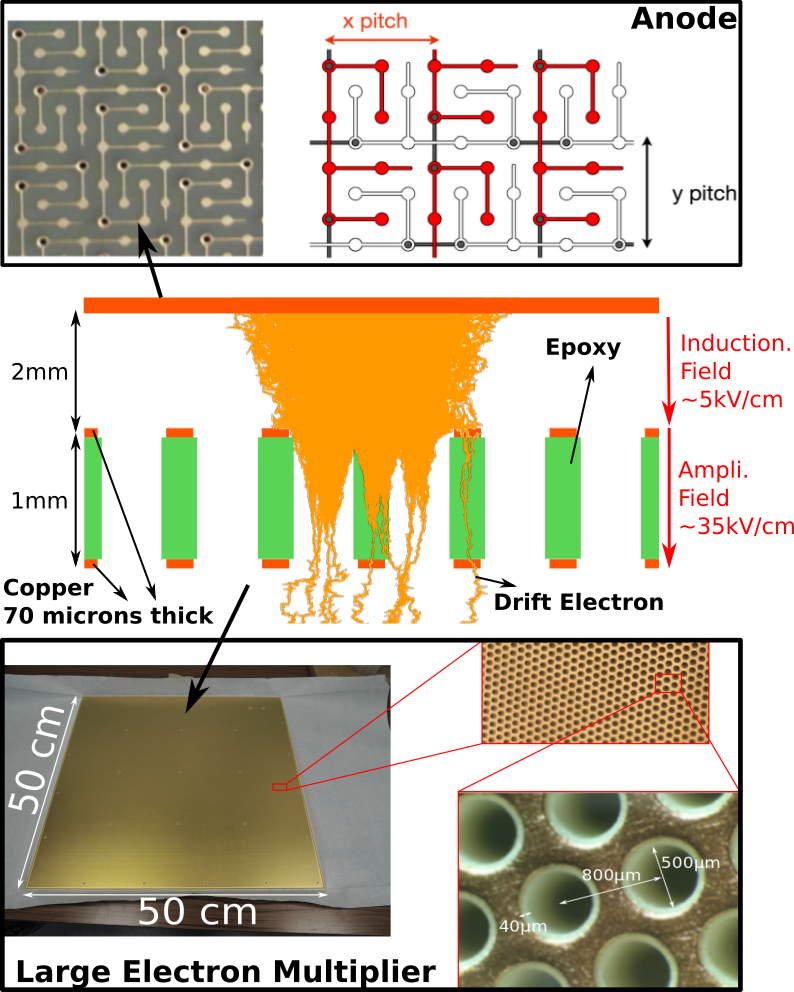 Anode
x pitch
y pitch
2mm
Epoxy
Induction.
Field
~5kV/cm
1mm
Ampli.
Field
~35kV/cm
Copper
70 microns thick
Drift Electron
50 cm
50 cm
800µm
500µm
40µm
Large Electron Multiplier